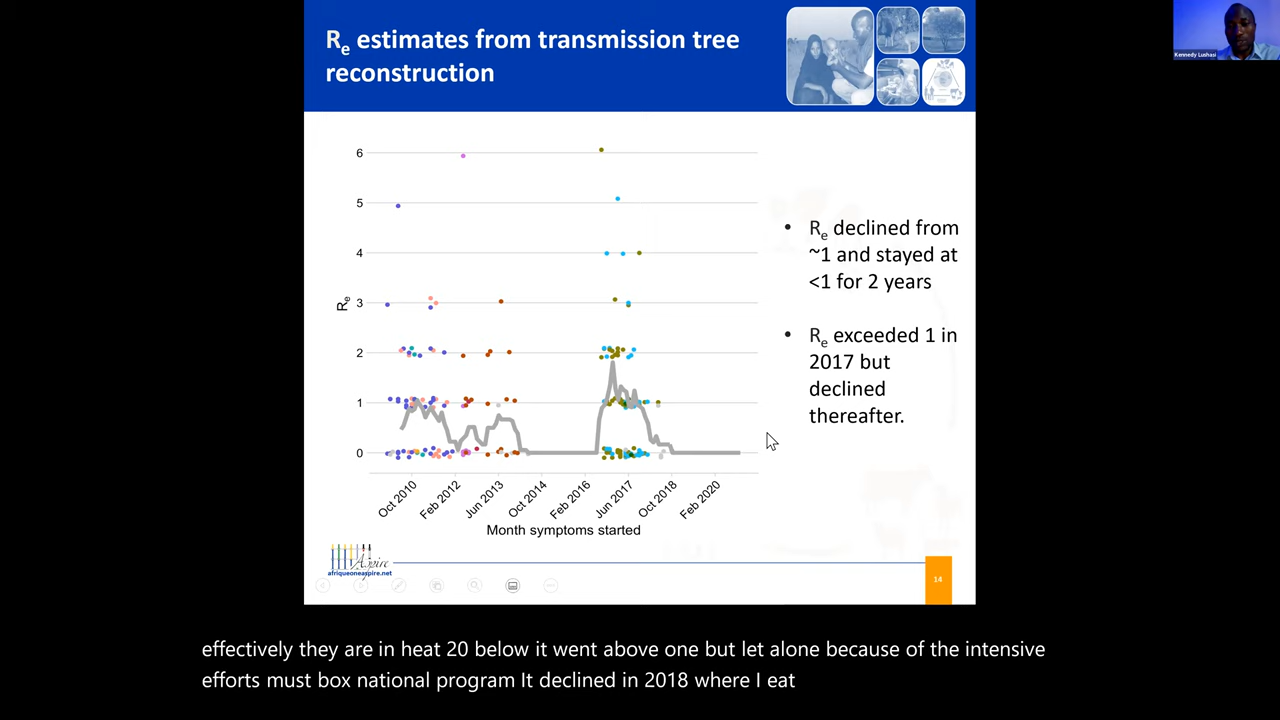 Re estimates from transmission tree
reconstruction
Kennedy Lushasi
6
5
4
3
2
1
0
Re
Oct 2010
Feb 2012
Jun 2013
Oct 2014
Feb 2016
Jun 2017
Oct 2018
Feb 2020
Month symptoms started
• Re declined from
~1 and stayed at
<1 for 2 years
• Re exceeded 1 in
2017 but
declined
thereafter.
Aspire
afriqueoneaspire.net
14
effectively they are in heat 20 below it went above one but let alone because of the intensive
efforts must box national program It declined in 2018 where I eat